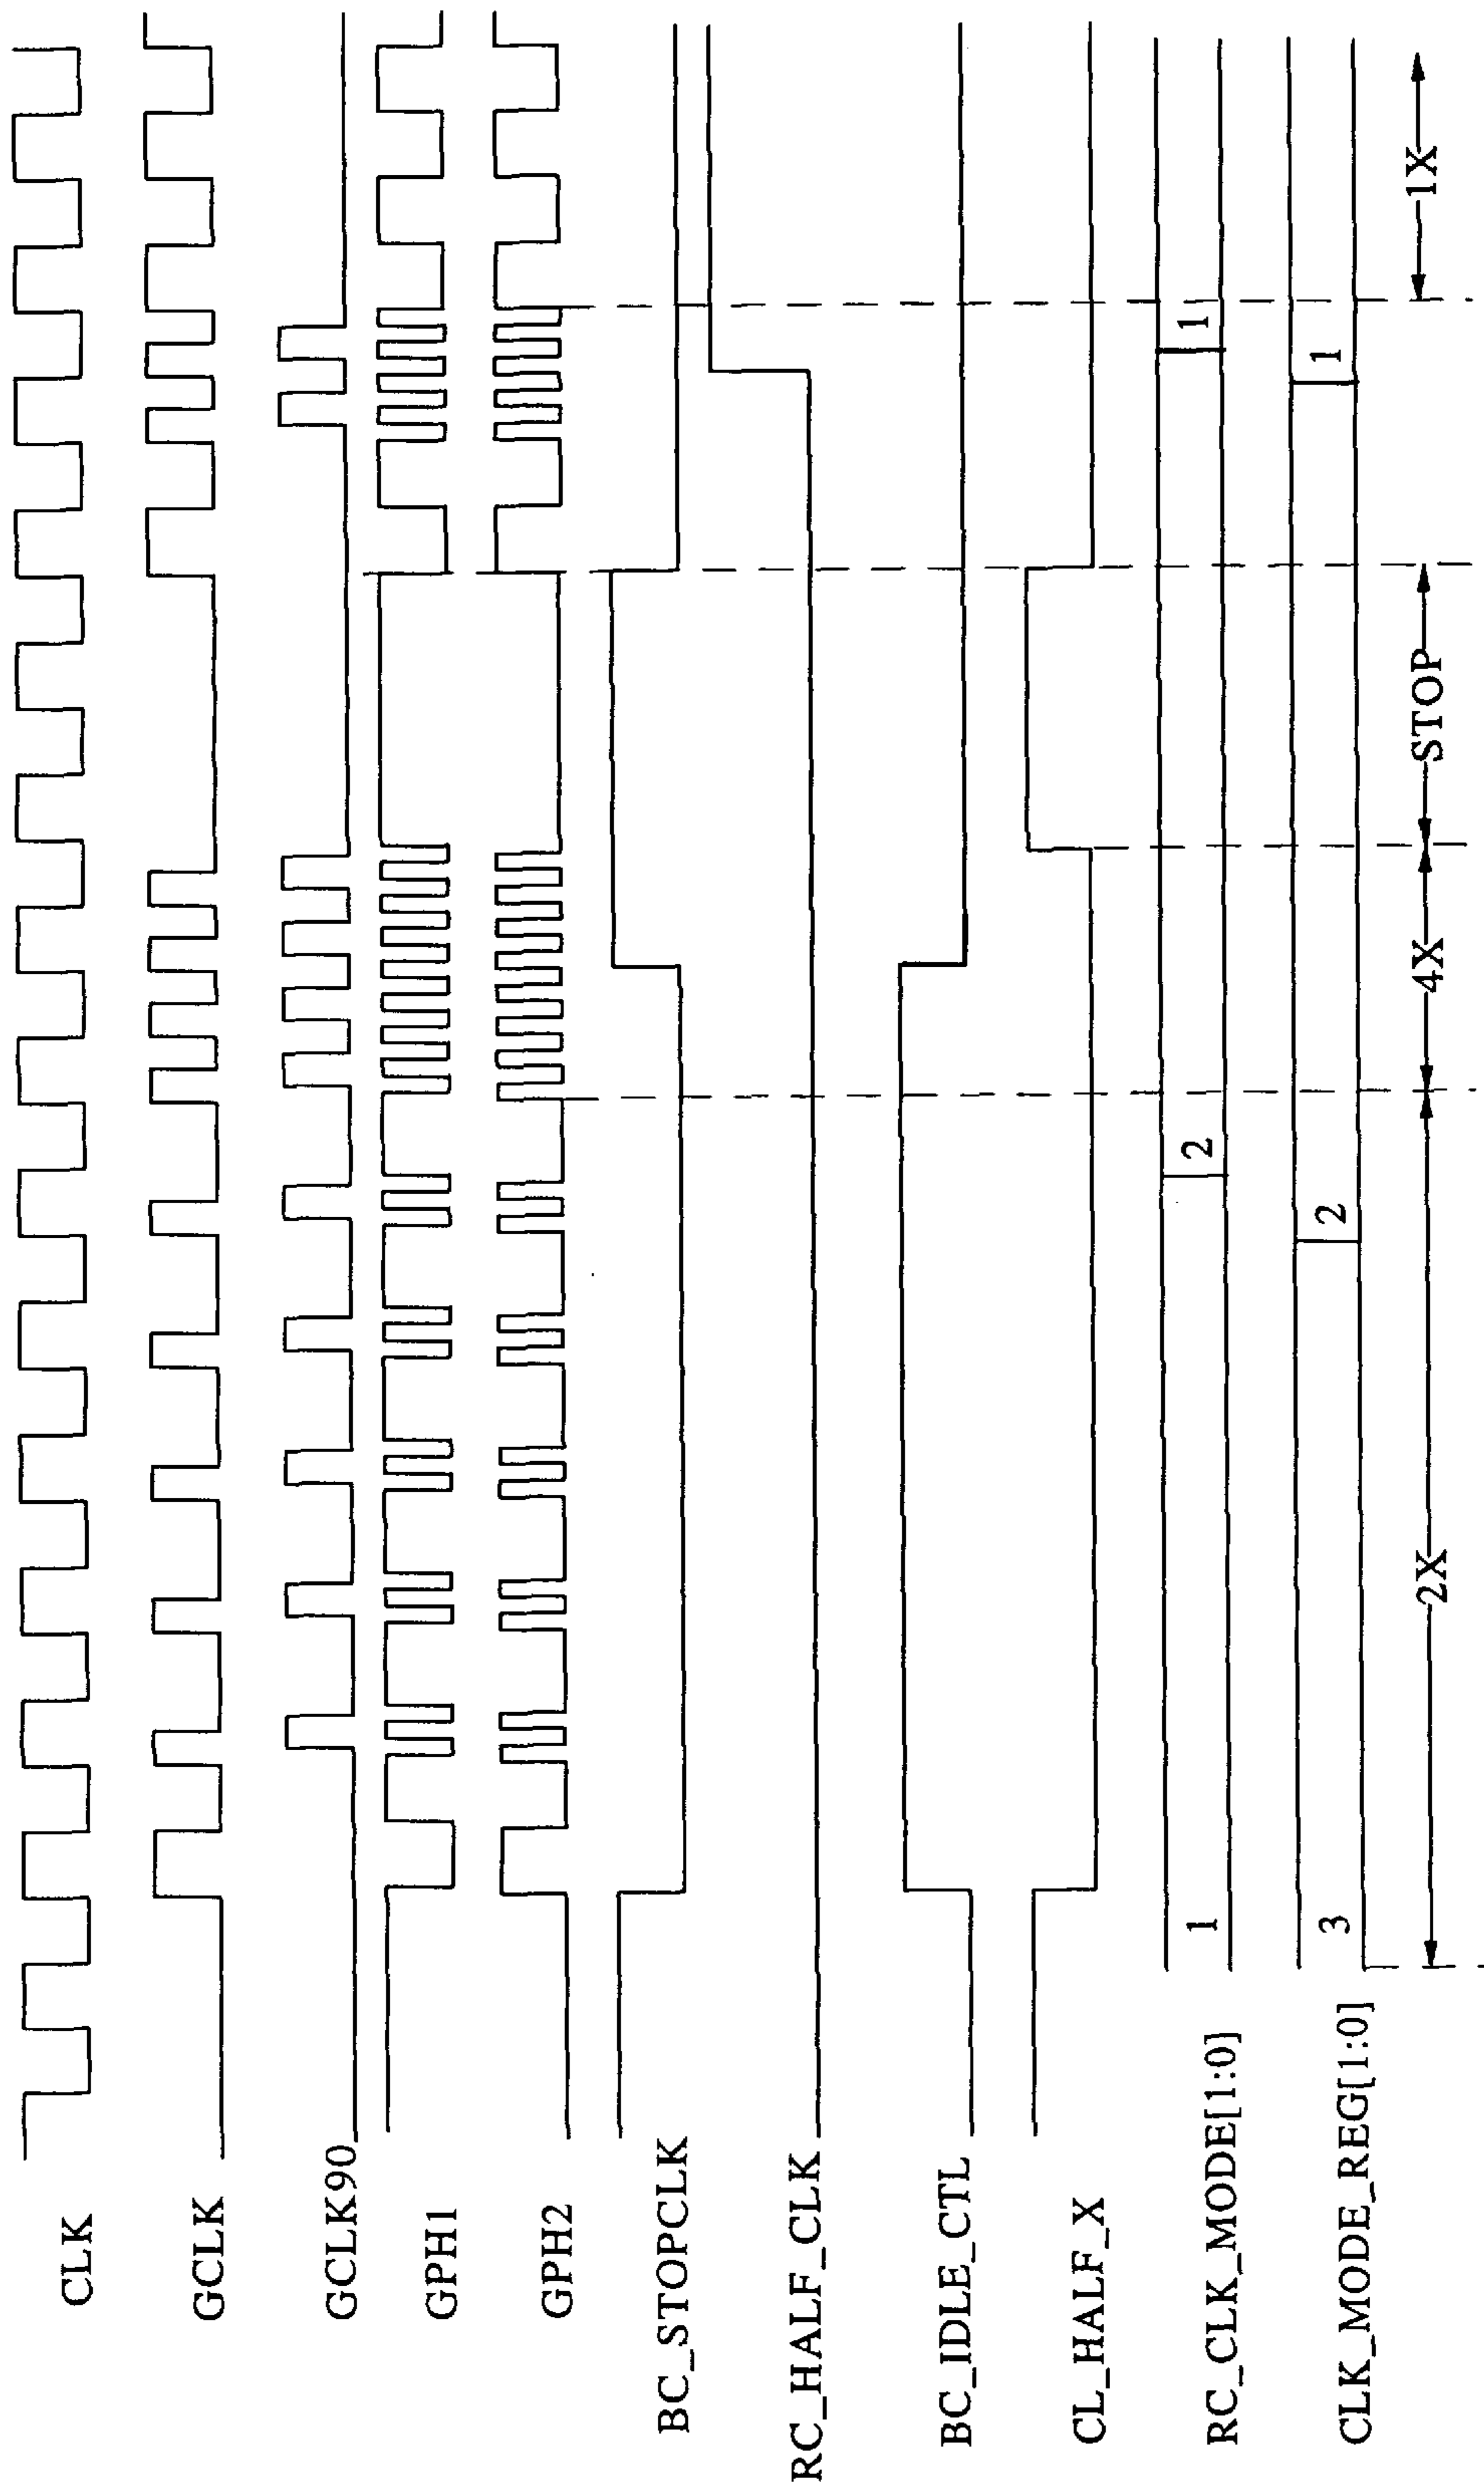 CLK
GCLK
GCLK90
GPH1
GPH2
BC_STOPCLK
RC_HALF_CLK
BC_IDLE_CTL
CL_HALF_X
RC_CLK_MODE[1:0] 1 2 1
CLK_MODE_REG[1:0] 3 2 1
2X 4X STOP 1X